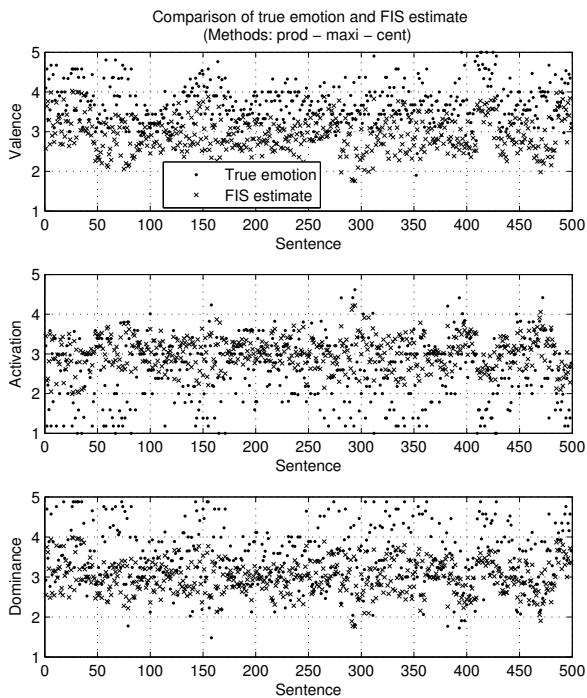 Comparison of true emotion and FIS estimate
(Methods: prod − maxi − cent)
5
4
3
2
1
Valence
True emotion
FIS estimate
0 50 100 150 200 250 300 350 400 450 500
Sentence
5
4
3
2
1
Activation
0 50 100 150 200 250 300 350 400 450 500
Sentence
5
4
3
2
1
Dominance
0 50 100 150 200 250 300 350 400 450 500
Sentence